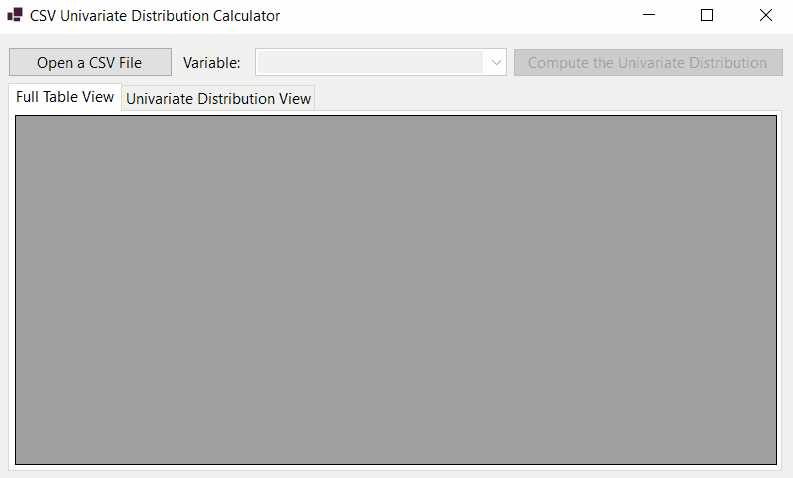 CSV Univariate Distribution Calculator
Open a CSV File Variable: Compute the Univariate Distribution
Full Table View Univariate Distribution View